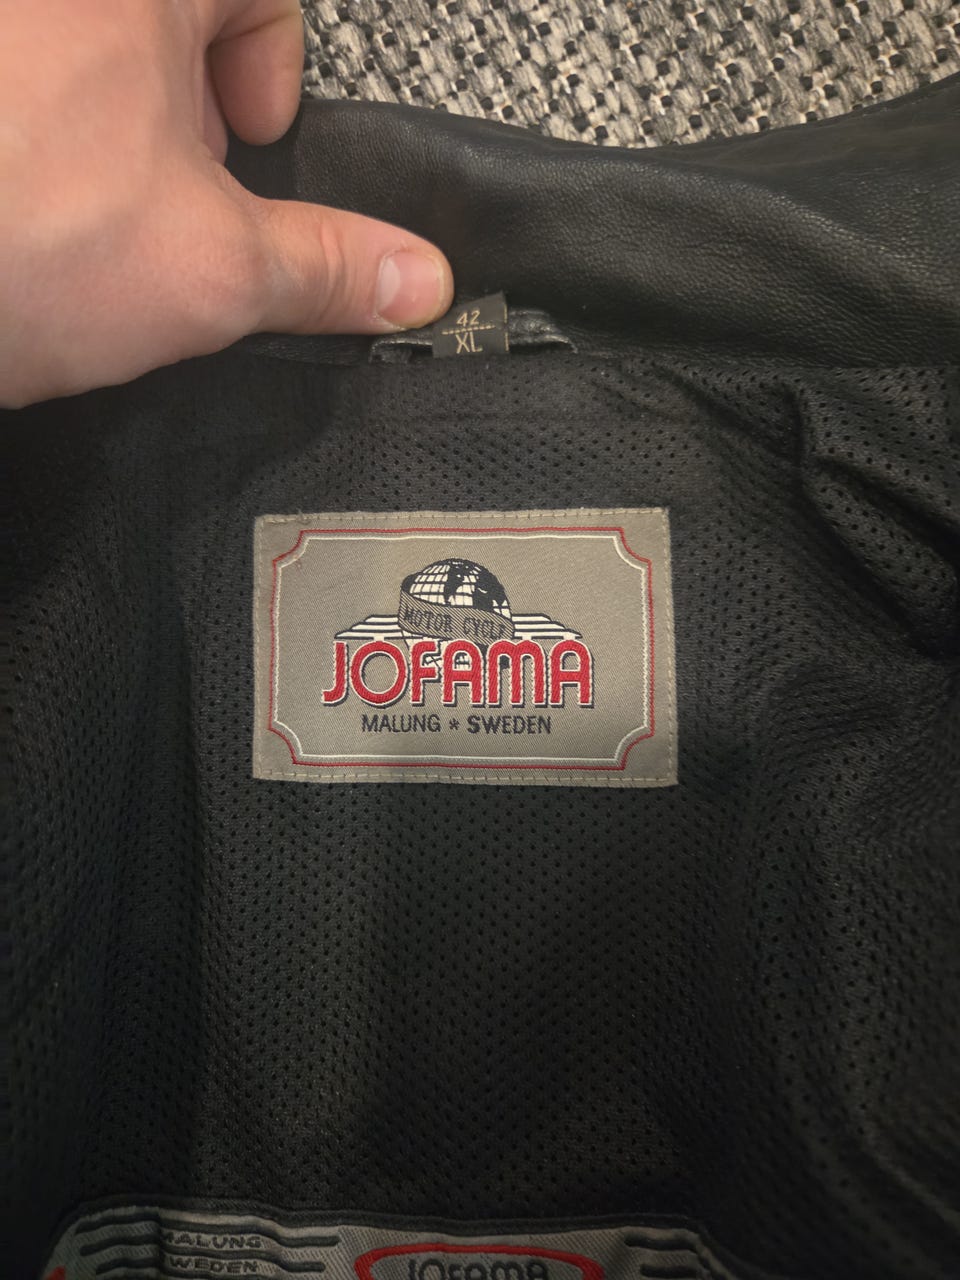 42
XL
MOTOR CYCLE
JOFAMA
MALUNG * SWEDEN
MALUNG
SWEDEN
JOFAMA